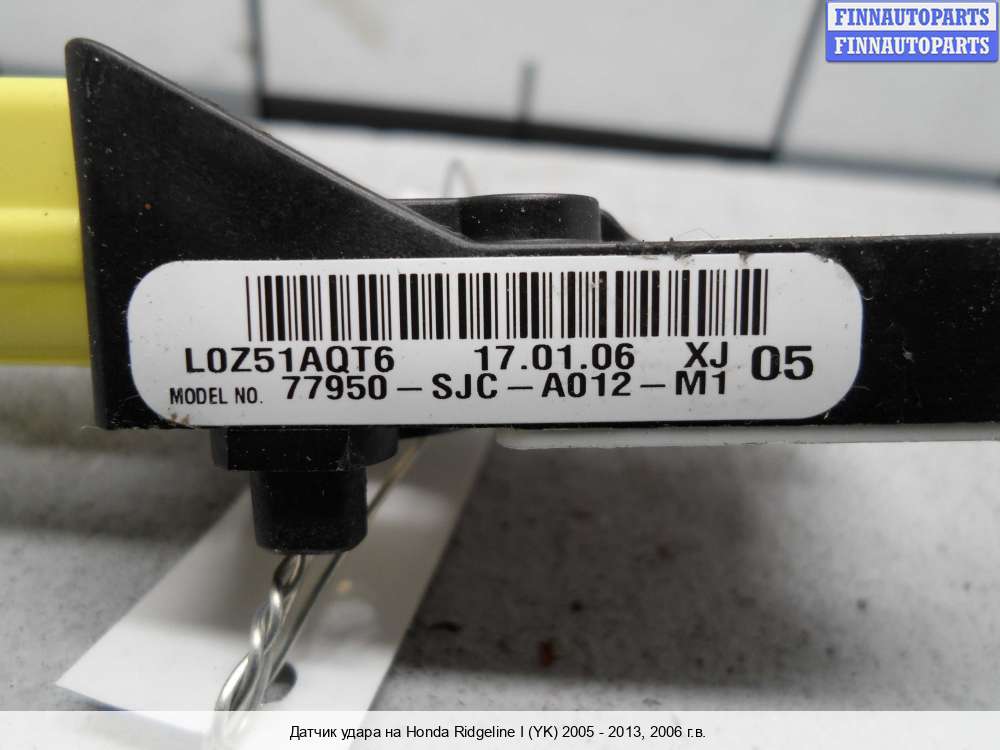 FINNAUTOPARTS
FINNAUTOPARTS
L0Z51AQT6 17.01.06 XJ 05
MODEL NO. 77950-SJC-A012-M1
Датчик удара на Honda Ridgeline I (YK) 2005 - 2013, 2006 г.в.